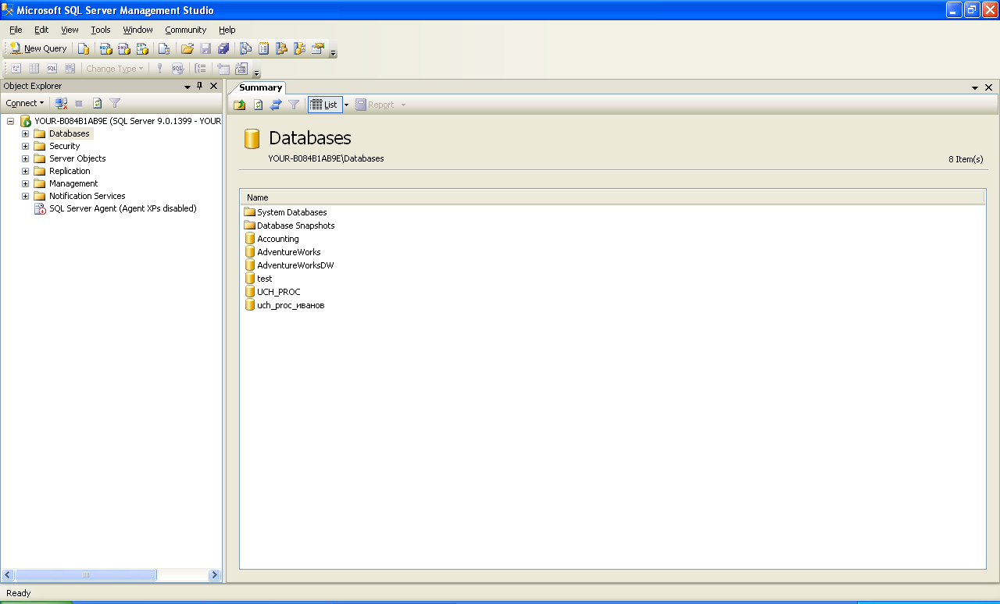 Microsoft SQL Server Management Studio
File Edit View Tools Window Community Help
New Query
Change Type
Object Explorer
Connect
YOUR-B084B1AB9E (SQL Server 9.0.1399 - YOUR
Databases
Security
Server Objects
Replication
Management
Notification Services
SQL Server Agent (Agent XPs disabled)
Summary
List Report
Databases
YOUR-B084B1AB9E\Databases
8 Item(s)
Name
System Databases
Database Snapshots
Accounting
AdventureWorks
AdventureWorksDW
test
UCH_PROC
uch_proc_иванов
Ready